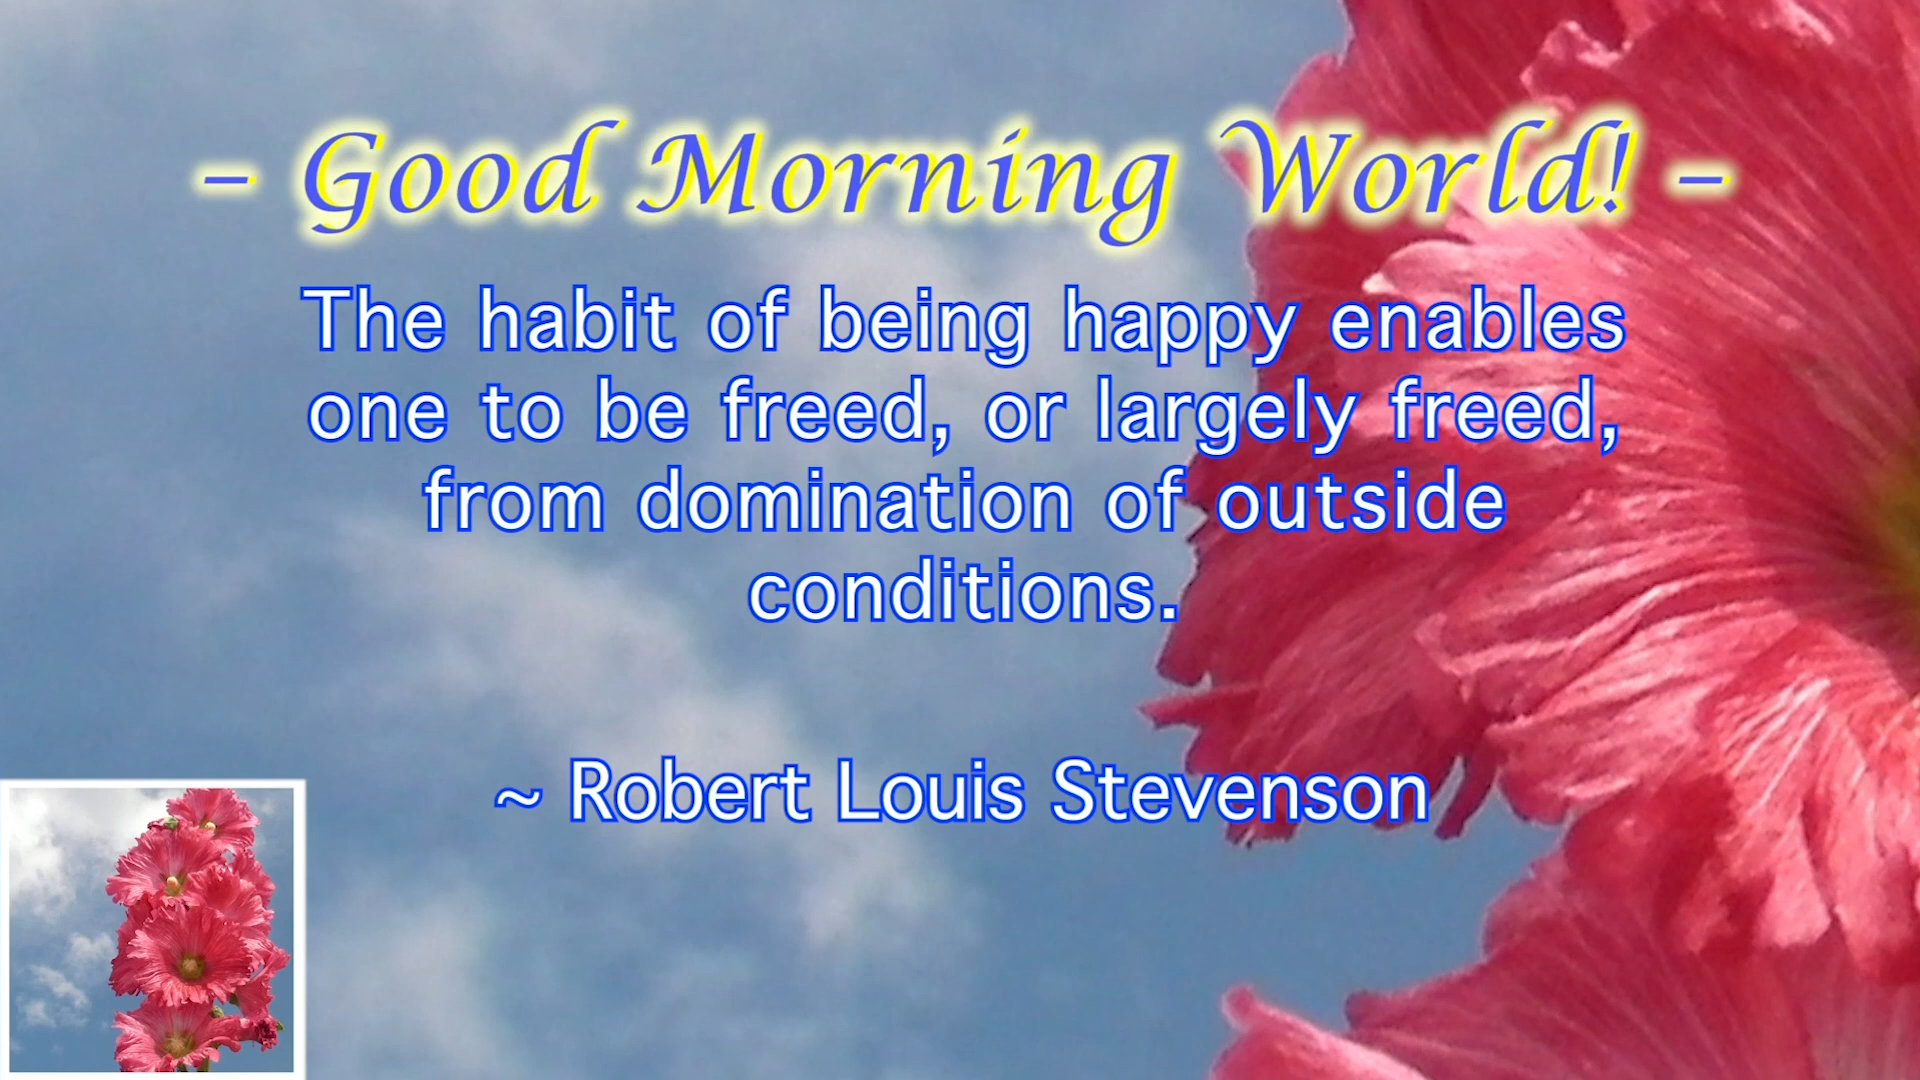 – Good Morning World! –
The habit of being happy enables
one to be freed, or largely freed,
from domination of outside
conditions.
~ Robert Louis Stevenson